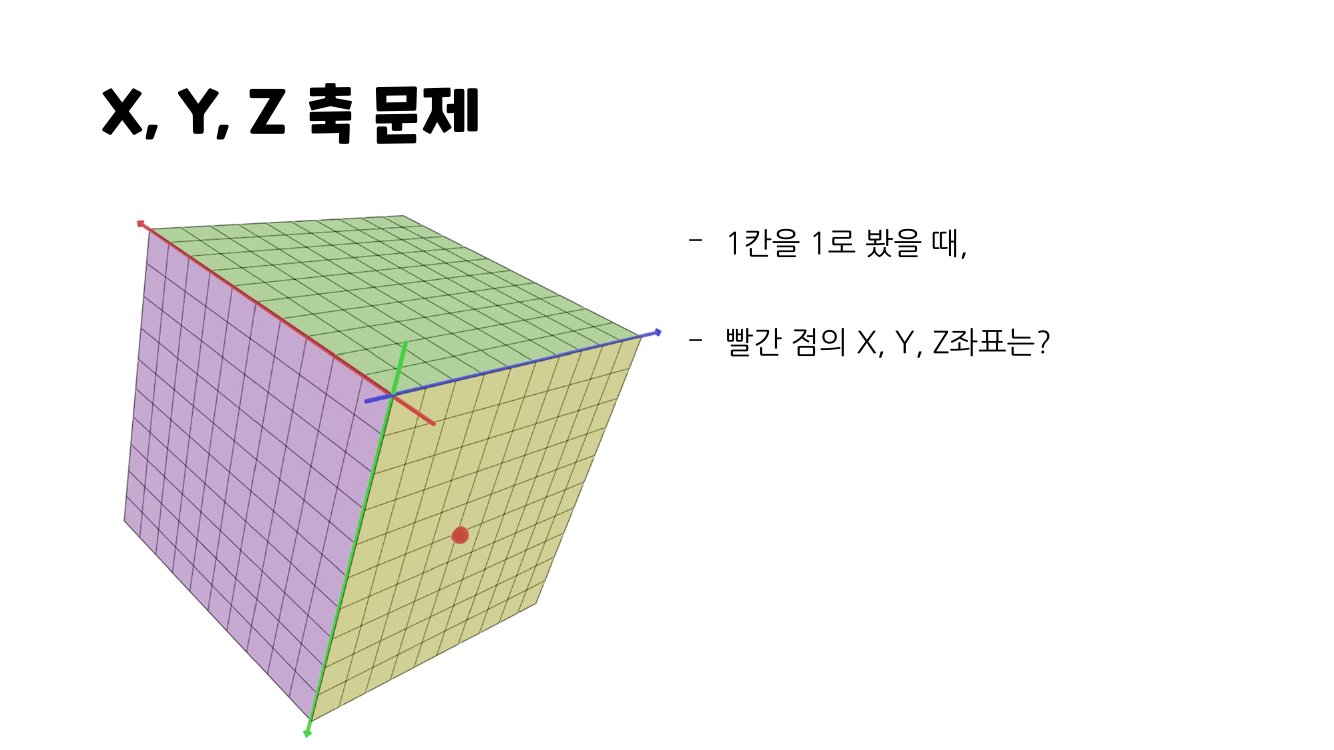 X, Y, Z 축 문제
- 1칸을 1로 봤을 때,
- 빨간 점의 X, Y, Z좌표는?